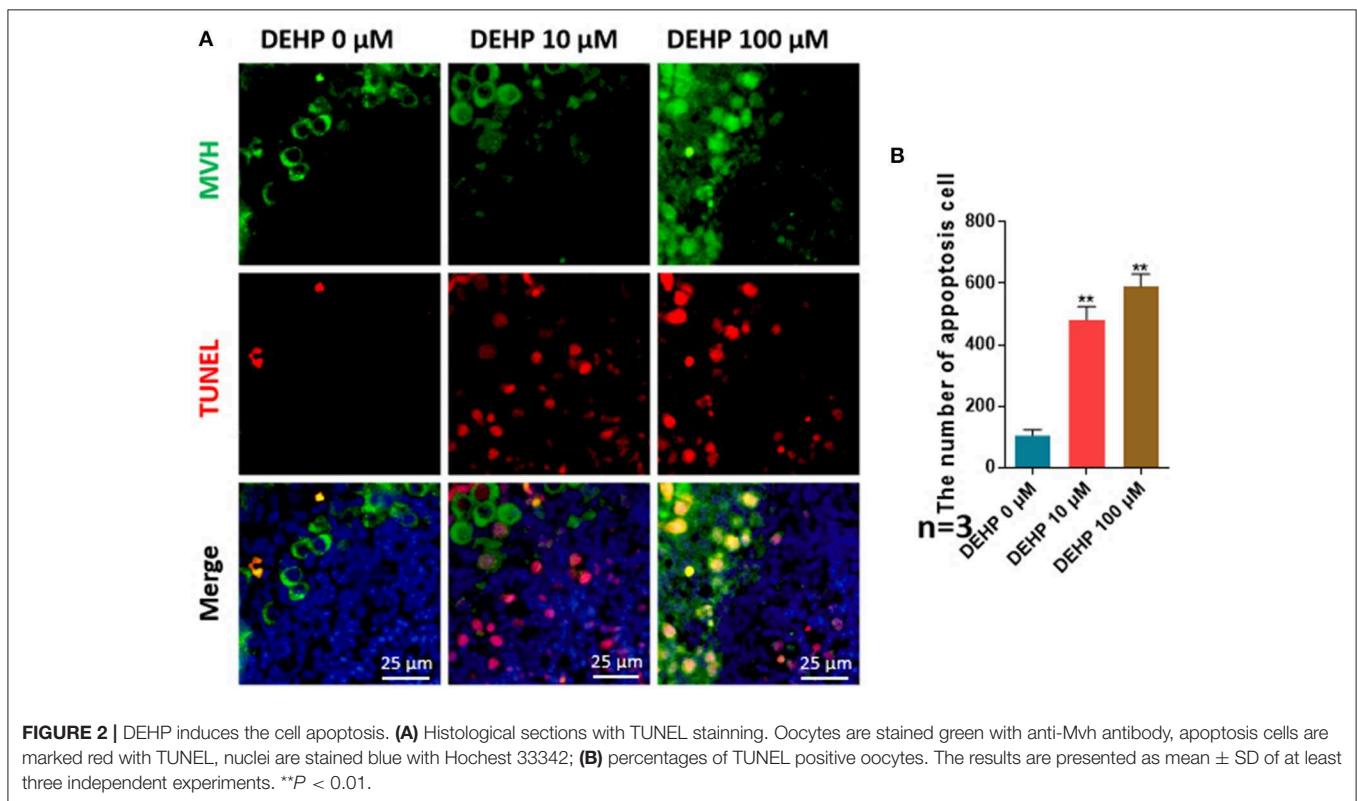 A
DEHP 0 µM
DEHP 10 µM
DEHP 100 µM
MVH
TUNEL
Merge
25 µm
25 µm
25 µm
B
The number of appoptosis cell
800
600
400
200
0
**
**
n=3
DEHP 0 µM
DEHP 10 µM
DEHP 100 µM
FIGURE 2 | DEHP induces the cell apoptosis. (A) Histological sections with TUNEL stainning. Oocytes are stained green with anti-Mvh antibody, apoptosis cells are
marked red with TUNEL, nuclei are stained blue with Hochest 33342; (B) percentages of TUNEL positive oocytes. The results are presented as mean ± SD of at least
three independent experiments. **P < 0.01.